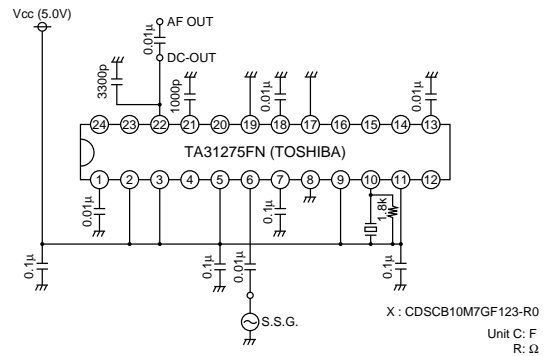 Vcc (5.0V)
AF OUT
0.01μ
DC-OUT
3300p
1000p
0.01μ
0.01μ
24 23 22 21 20 19 18 17 16 15 14 13
TA31275FN (TOSHIBA)
1 2 3 4 5 6 7 8 9 10 11 12
0.01μ
0.1μ
1.8k
0.1μ
0.1μ
0.01μ
0.1μ
S.S.G.
X : CDSCB10M7GF123-R0
Unit C: F
R: Ω